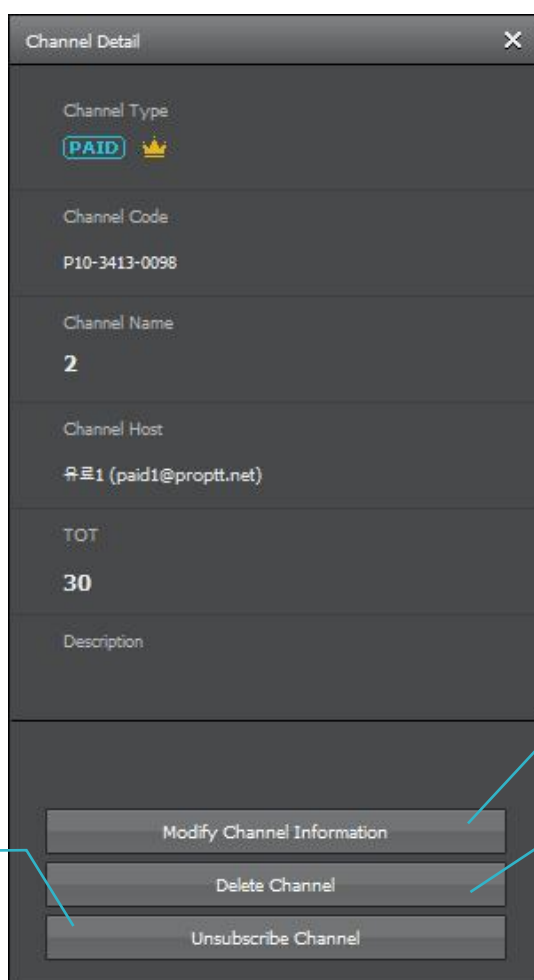 Channel Detail
Channel Type
PAID
Channel Code
P10-3413-0098
Channel Name
2
Channel Host
유료1 (paid1@proptt.net)
TOT
30
Description
Modify Channel Information
Delete Channel
Unsubscribe Channel